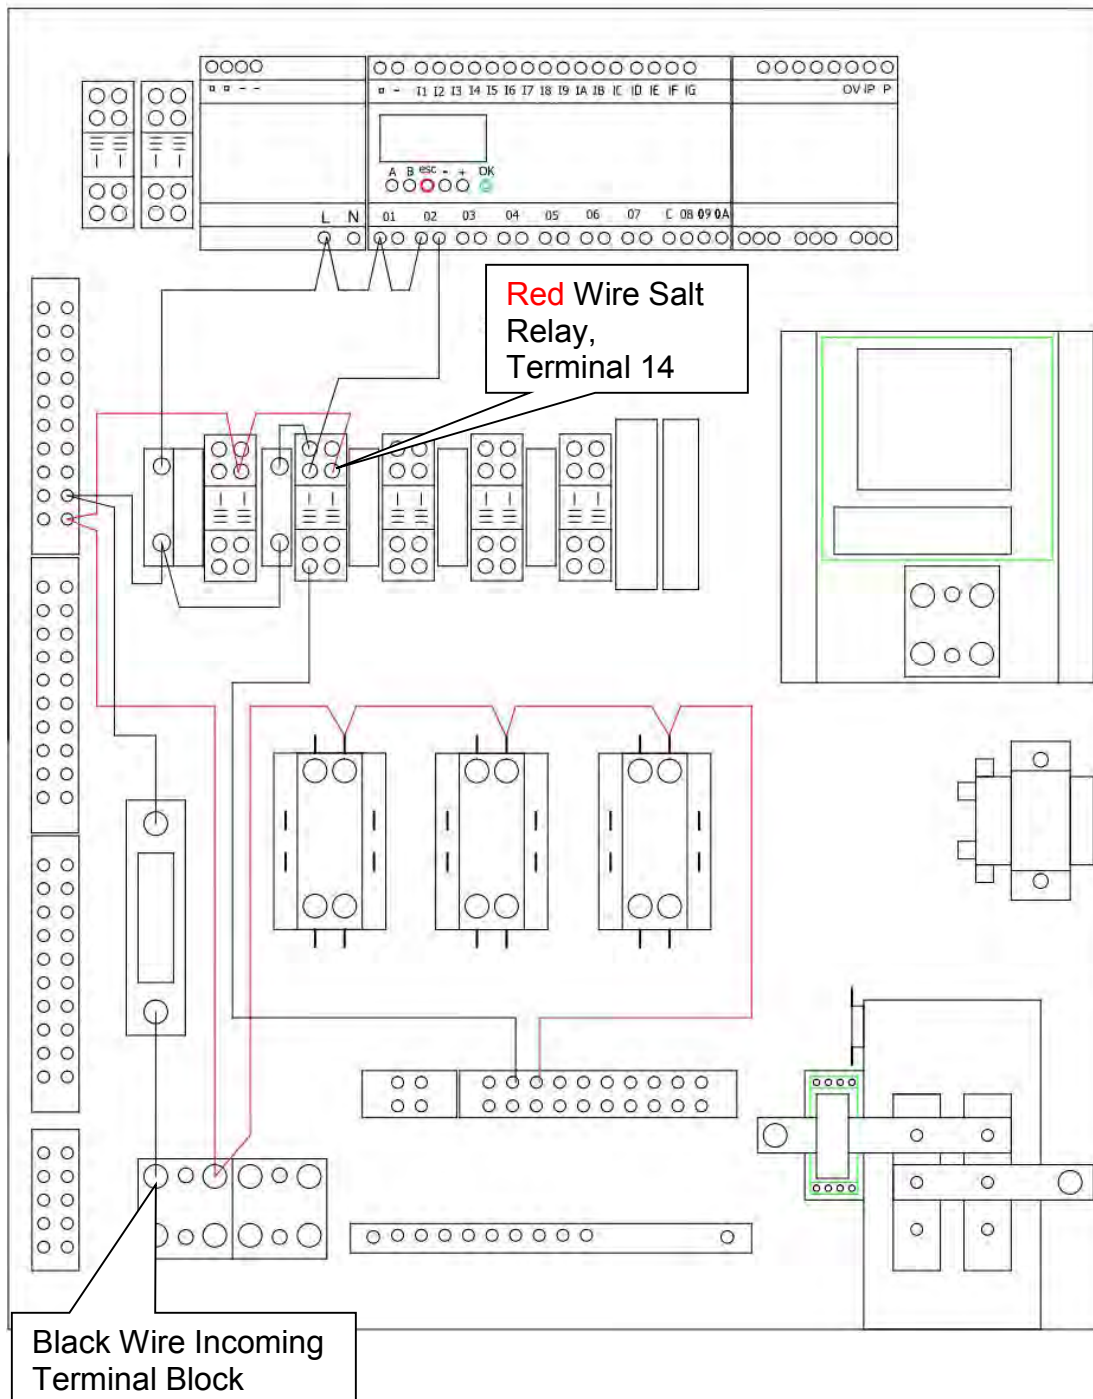 ¤ ¤ - -
¤ - I1 I2 I3 I4 I5 I6 I7 I8 I9 IA IB IC ID IE IF IG
OV IP P
A B esc - + OK
L N
01 02 03 04 05 06 07 C 08 09 0A
Red Wire Salt
Relay,
Terminal 14
Black Wire Incoming
Terminal Block